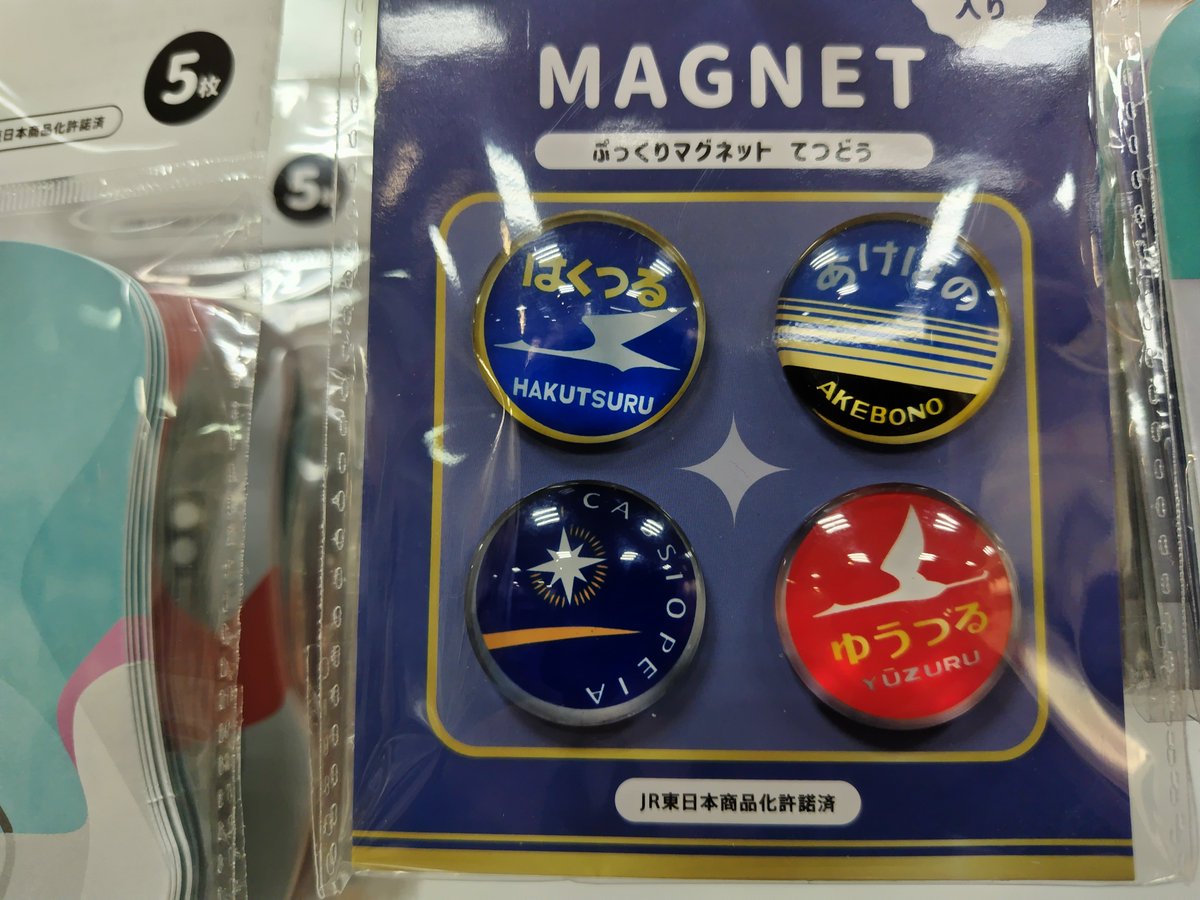 5枚
日本商品化許諾済
5
入り
MAGNET
ぷっくりマグネット てつどう
はくつる
HAKUTSURU
あけぼの
AKEBONO
CASIOPEIA
ゆうづる
YŪZURU
JR東日本商品化許諾済